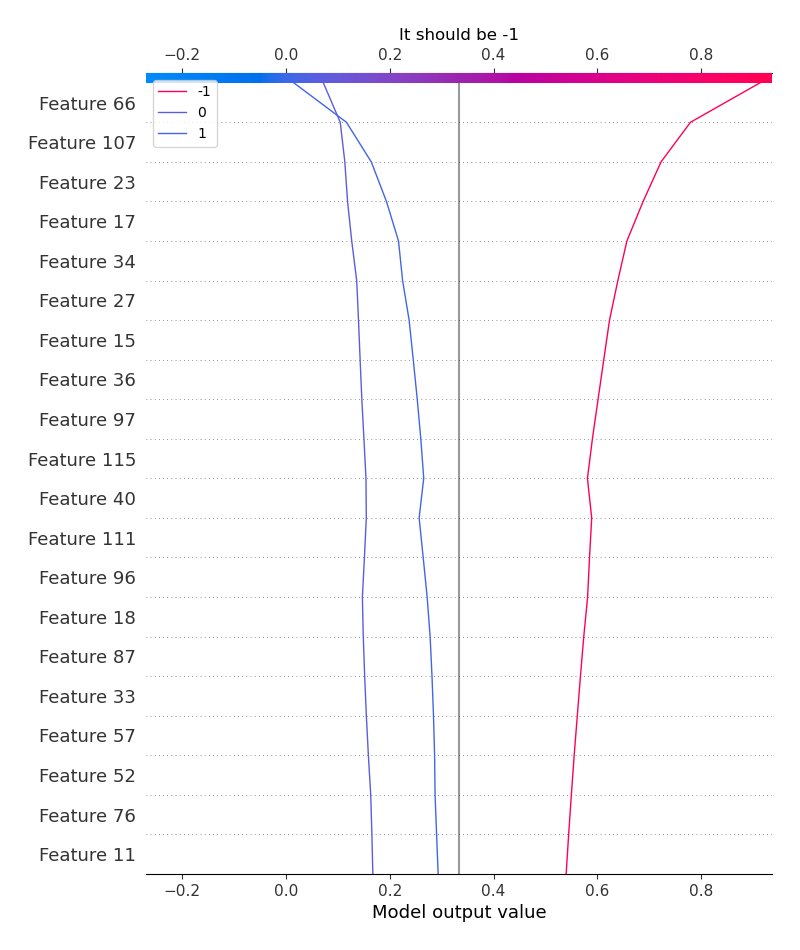 It should be -1
−0.2 0.0 0.2 0.4 0.6 0.8
-1
0
1
Feature 66
Feature 107
Feature 23
Feature 17
Feature 34
Feature 27
Feature 15
Feature 36
Feature 97
Feature 115
Feature 40
Feature 111
Feature 96
Feature 18
Feature 87
Feature 33
Feature 57
Feature 52
Feature 76
Feature 11
−0.2 0.0 0.2 0.4 0.6 0.8
Model output value